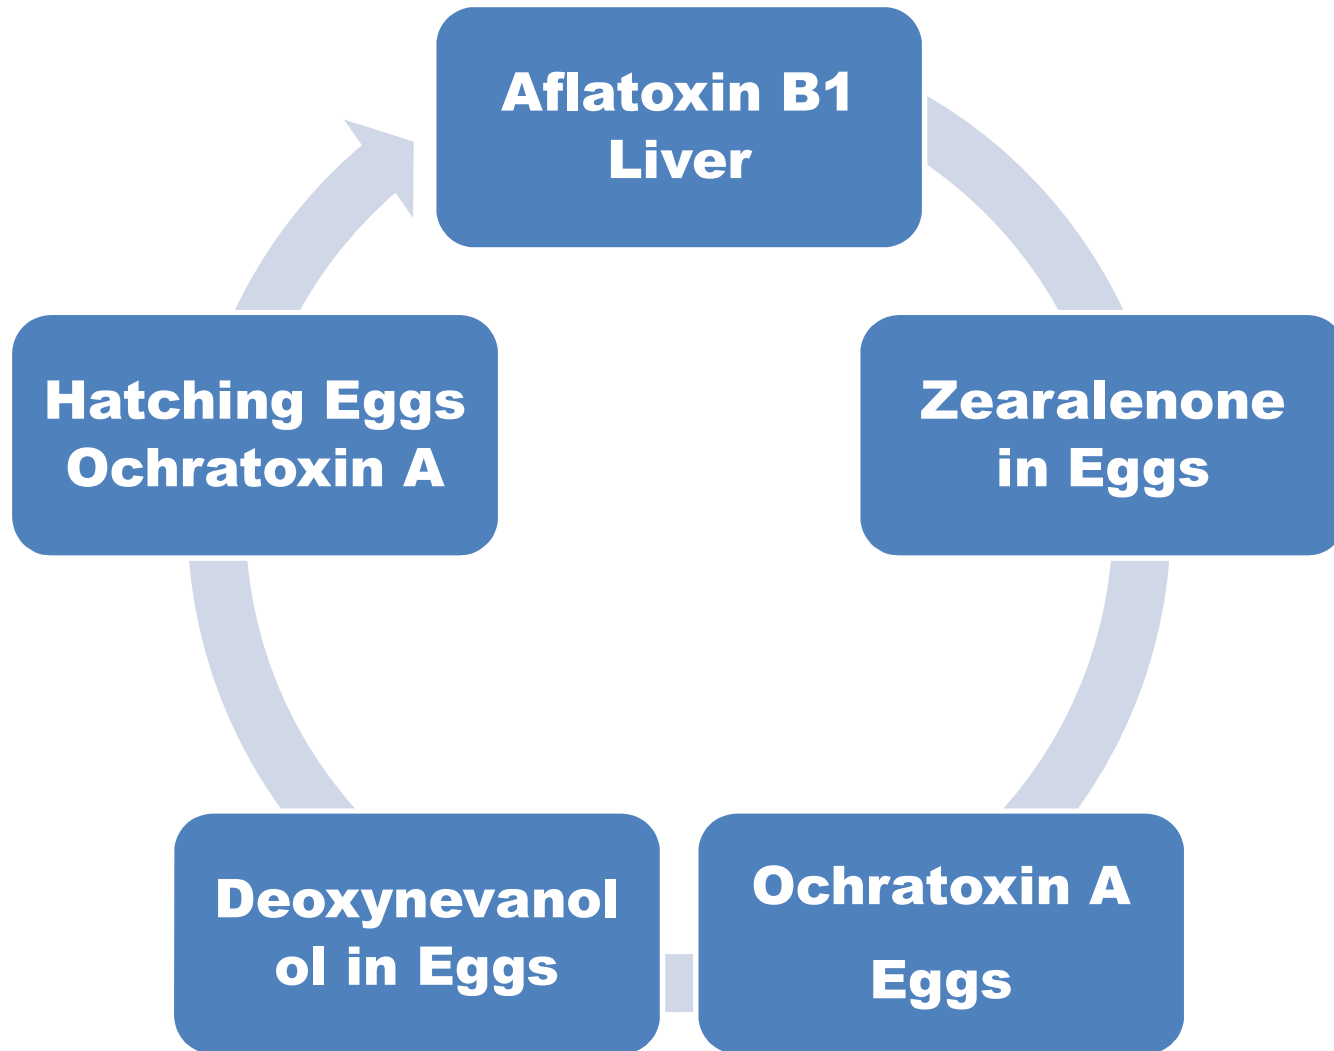 Aflatoxin B1
Liver
Zearalenone
in Eggs
Ochratoxin A
Eggs
Deoxynevanol
ol in Eggs
Hatching Eggs
Ochratoxin A